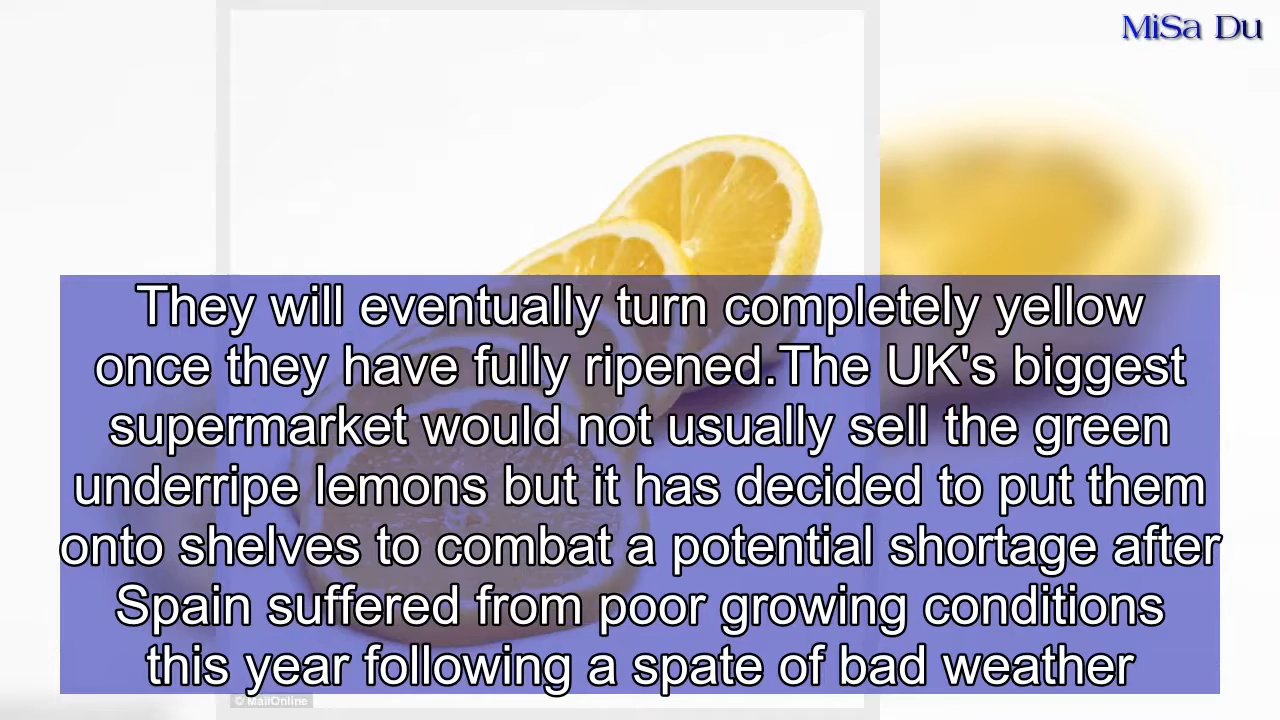 MiSa Du
They will eventually turn completely yellow
once they have fully ripened.The UK's biggest
supermarket would not usually sell the green
underripe lemons but it has decided to put them
onto shelves to combat a potential shortage after
Spain suffered from poor growing conditions
this year following a spate of bad weather
© MailOnline